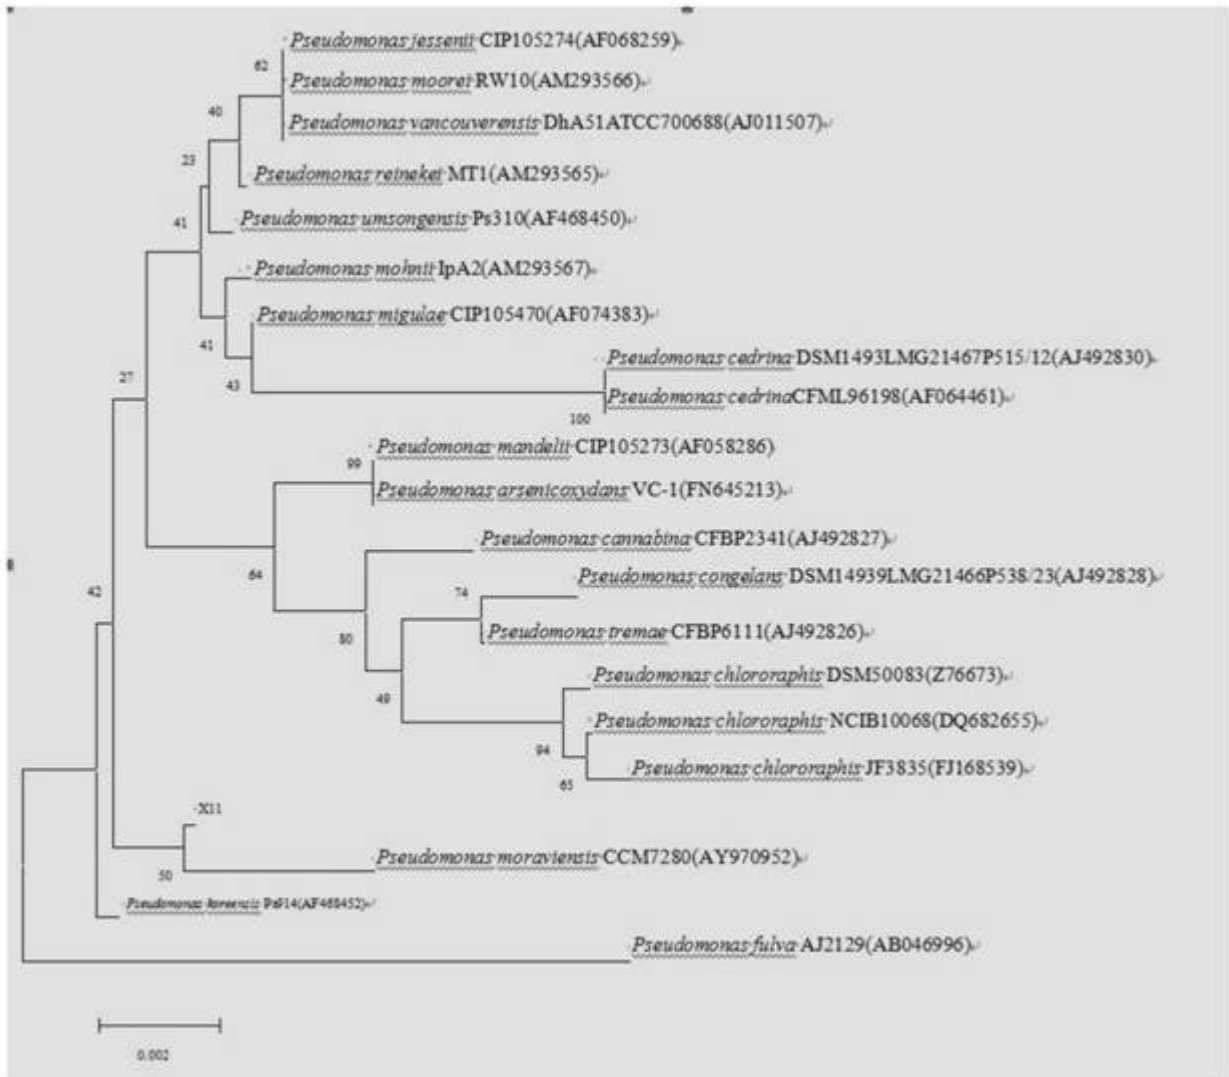 Pseudomonas jessenii CIP105274(AF068259)
62
Pseudomonas moorei RW10(AM293566)
40
Pseudomonas vancouverensis DhA51ATCC700688(AJ011507)
23
Pseudomonas reinekei MT1(AM293565)
41
Pseudomonas umsongensis Ps310(AF468450)
Pseudomonas mohnii IpA2(AM293567)
Pseudomonas migulae CIP105470(AF074383)
41
Pseudomonas cedrina DSM1493LMG21467P515/12(AJ492830)
27
43
Pseudomonas cedrinaCFML96198(AF064461)
100
Pseudomonas mandelii CIP105273(AF058286)
99
Pseudomonas arsenicoxydans VC-1(FN645213)
Pseudomonas cannabina CFBP2341(AJ492827)
64
Pseudomonas congelans DSM14939LMG21466P538/23(AJ492828)
42
74
Pseudomonas tremae CFBP6111(AJ492826)
80
Pseudomonas chlororaphis DSM50083(Z76673)
49
Pseudomonas chlororaphis NCIB10068(DQ682655)
94
Pseudomonas chlororaphis JF3835(FJ168539)
65
X11
Pseudomonas moraviensis CCM7280(AY970952)
50
Pseudomonas koreensis Ps914(AF468452)
Pseudomonas fulva AJ2129(AB046996)
0.002